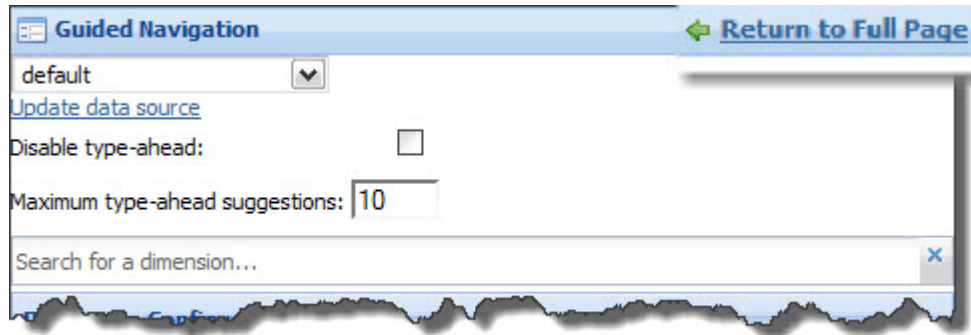 Guided Navigation
Return to Full Page
default
Update data source
Disable type-ahead:
Maximum type-ahead suggestions: 10
Search for a dimension...